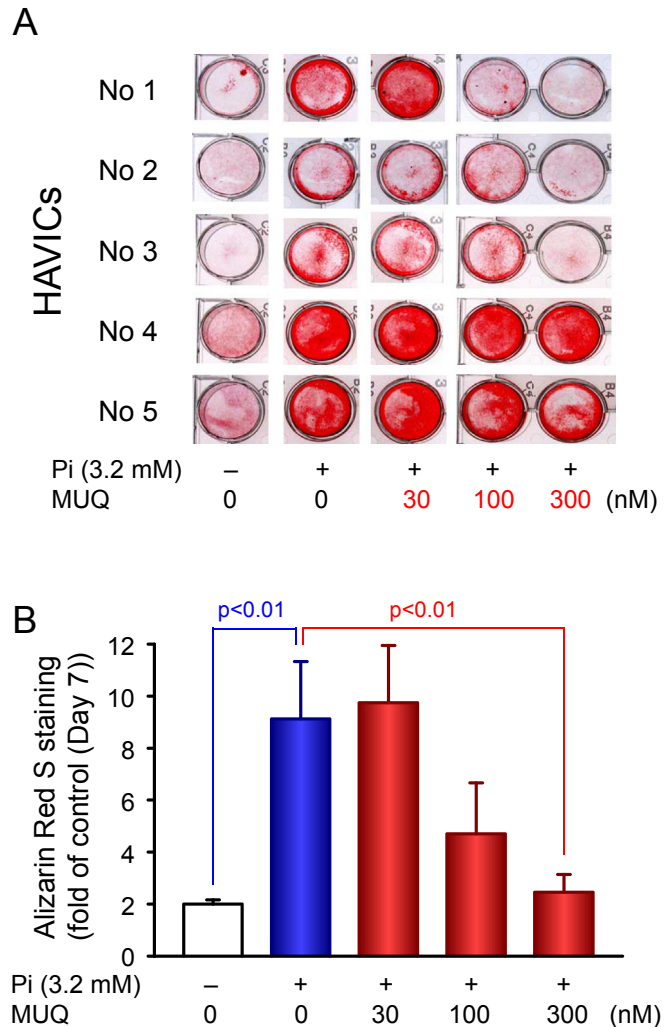 A
HAVICs
No 1
No 2
No 3
No 4
No 5
Pi (3.2 mM) – + + + +
MUQ 0 0 30 100 300 (nM)
B
p<0.01 p<0.01
Alizarin Red S staining
(fold of control (Day 7))
12
10
8
6
4
2
0
Pi (3.2 mM) – + + + +
MUQ 0 0 30 100 300 (nM)